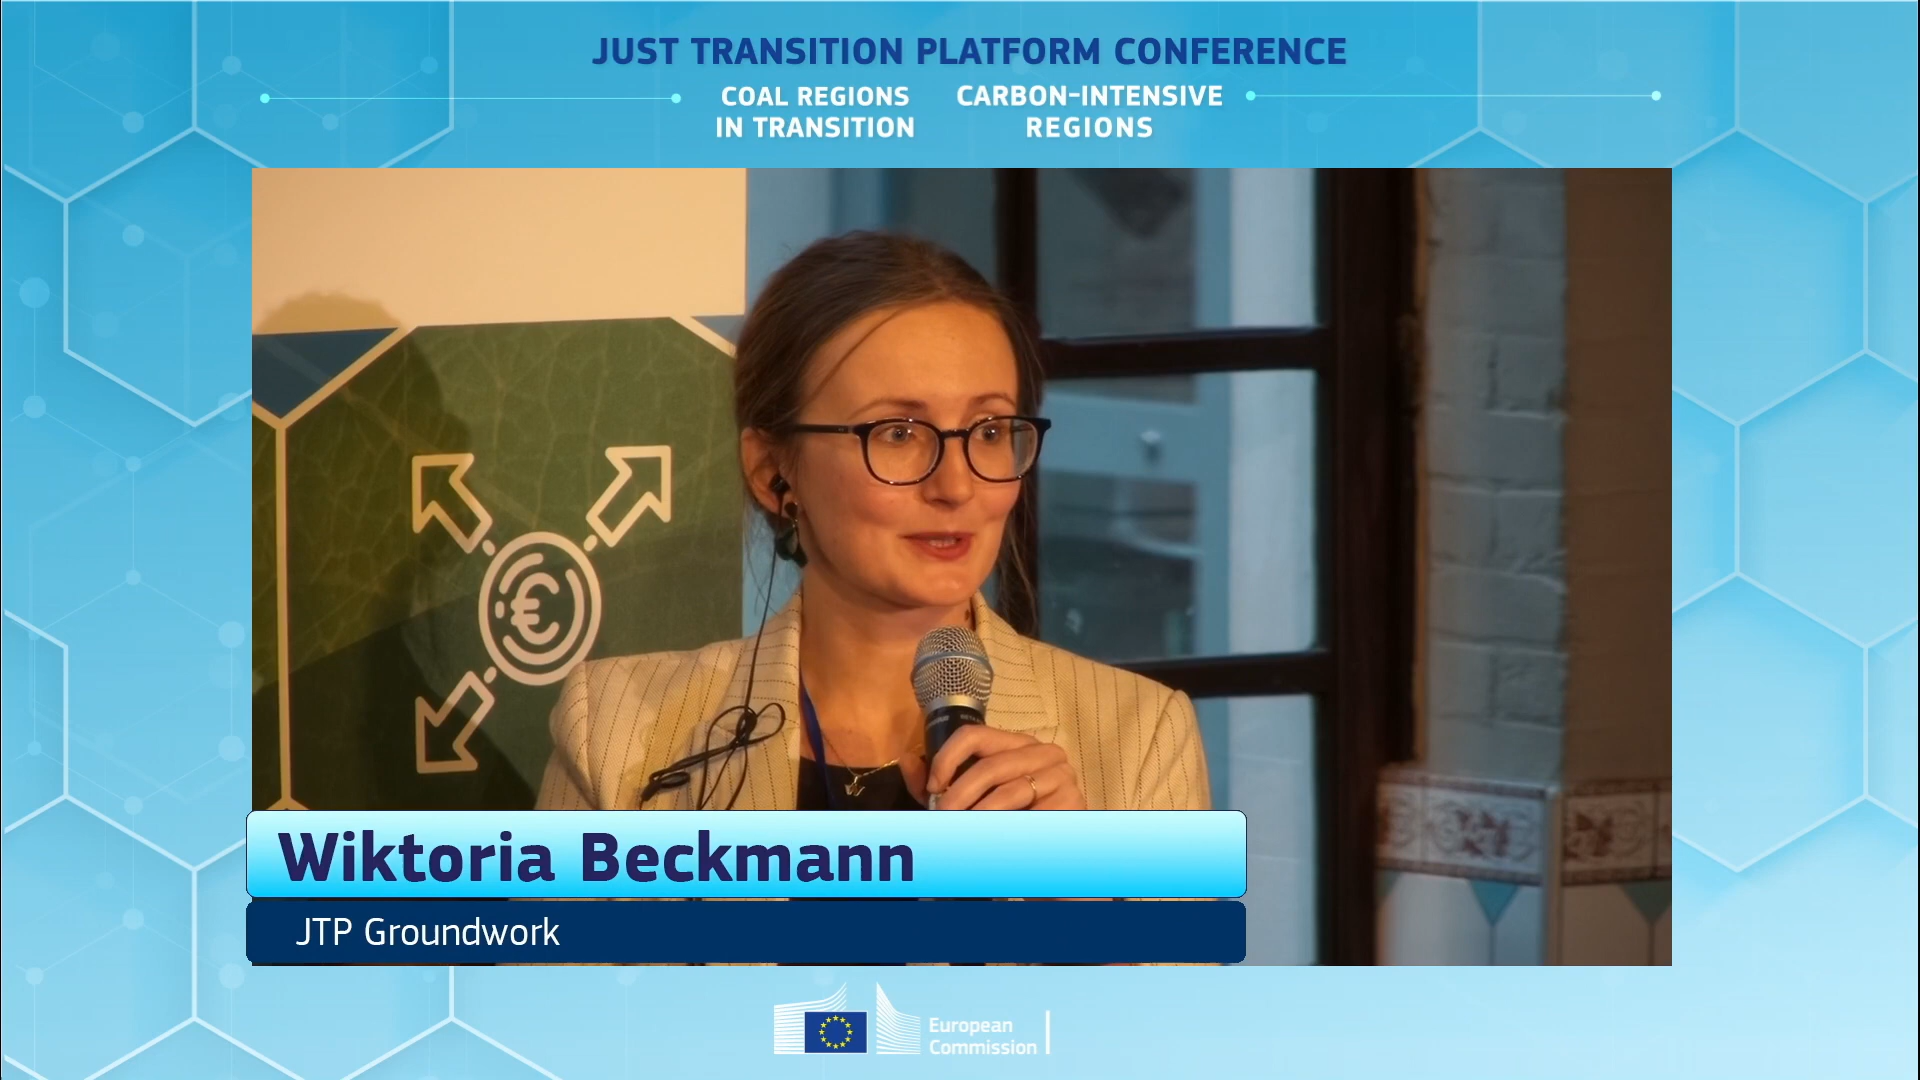 JUST TRANSITION PLATFORM CONFERENCE
COAL REGIONS
IN TRANSITION
CARBON-INTENSIVE
REGIONS
€
Wiktoria Beckmann
JTP Groundwork
European
Commission